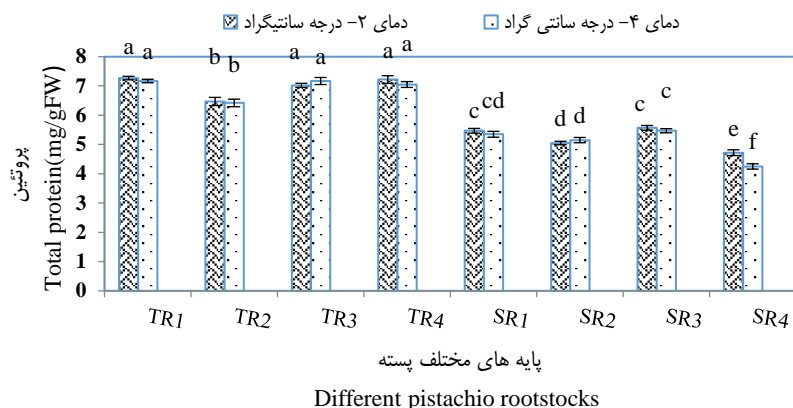 دمای ۲- درجه سانتیگراد
دمای ۴- درجه سانتی گراد
پروتئین
Total protein(mg/gFW)
8
7
6
5
4
3
2
1
0
a a b b a a a a c cd d d c c e f
TR1 TR2 TR3 TR4 SR1 SR2 SR3 SR4
پایه های مختلف پسته
Different pistachio rootstocks